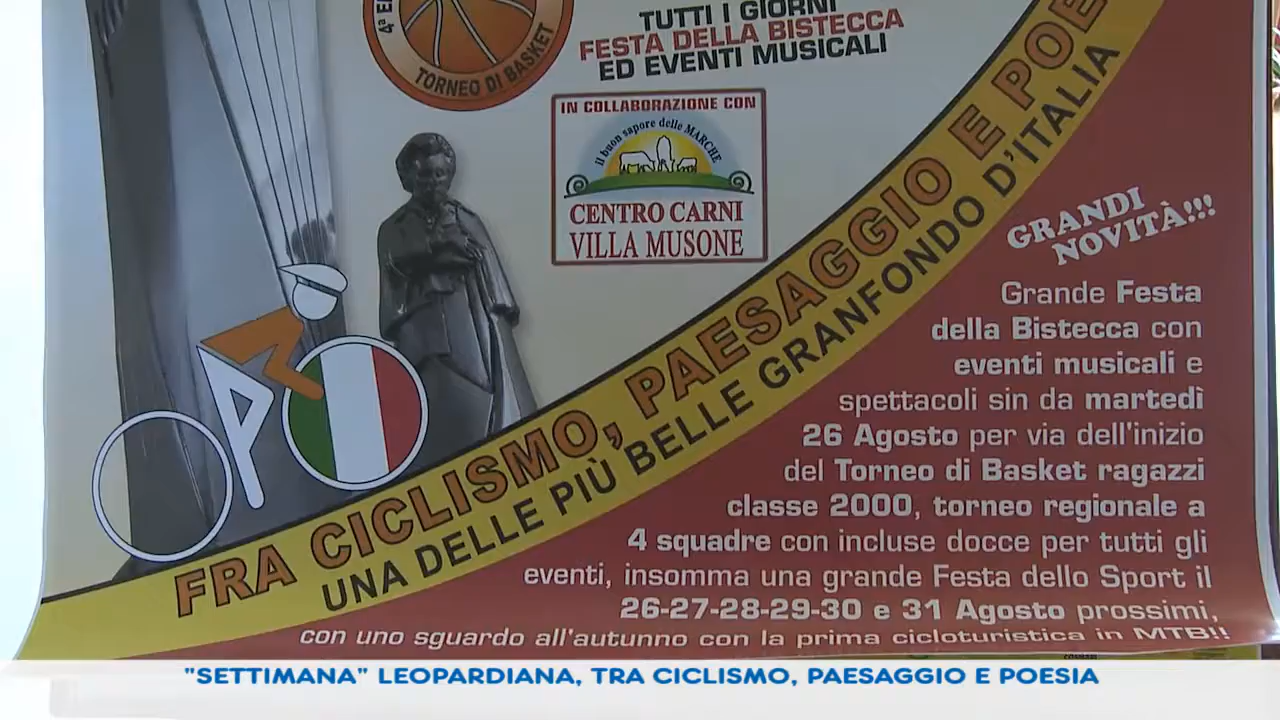 4ª
TORNEO DI BASKET
TUTTI I GIORNI
FESTA DELLA BISTECCA
ED EVENTI MUSICALI
IN COLLABORAZIONE CON
il buon sapore delle MARCHE
CENTRO CARNI
VILLA MUSONE
FRA CICLISMO, PAESAGGIO E POE
UNA DELLE PIÙ BELLE GRANFONDO D'ITALIA
GRANDI
NOVITÀ!!!
Grande Festa
della Bistecca con
eventi musicali e
spettacoli sin da martedì
26 Agosto per via dell'inizio
del Torneo di Basket ragazzi
classe 2000, torneo regionale a
4 squadre con incluse docce per tutti gli
eventi, insomma una grande Festa dello Sport il
26-27-28-29-30 e 31 Agosto prossimi,
con uno sguardo all'autunno con la prima cicloturistica in MTB!!
"SETTIMANA" LEOPARDIANA, TRA CICLISMO, PAESAGGIO E POESIA